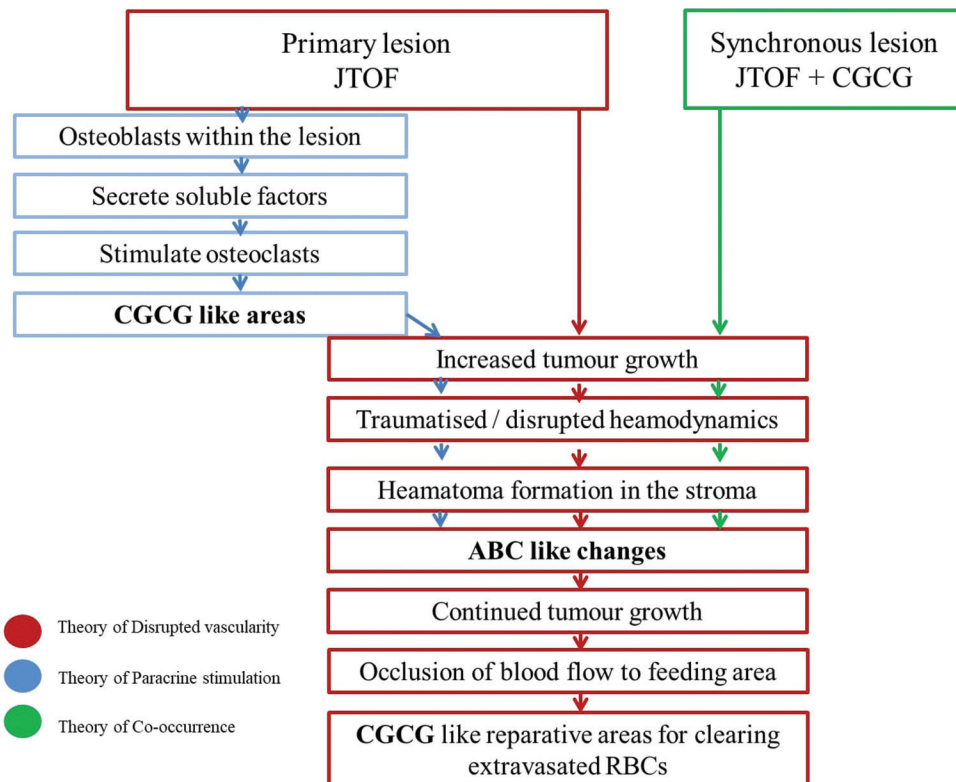 Primary lesion
JTOF
Synchronous lesion
JTOF + CGCG
Osteoblasts within the lesion
Secrete soluble factors
Stimulate osteoclasts
CGCG like areas
Increased tumour growth
Traumatised / disrupted heamodynamics
Heamatoma formation in the stroma
ABC like changes
Continued tumour growth
Occlusion of blood flow to feeding area
CGCG like reparative areas for clearing
extravasated RBCs
Theory of Disrupted vascularity
Theory of Paracrine stimulation
Theory of Co-occurrence